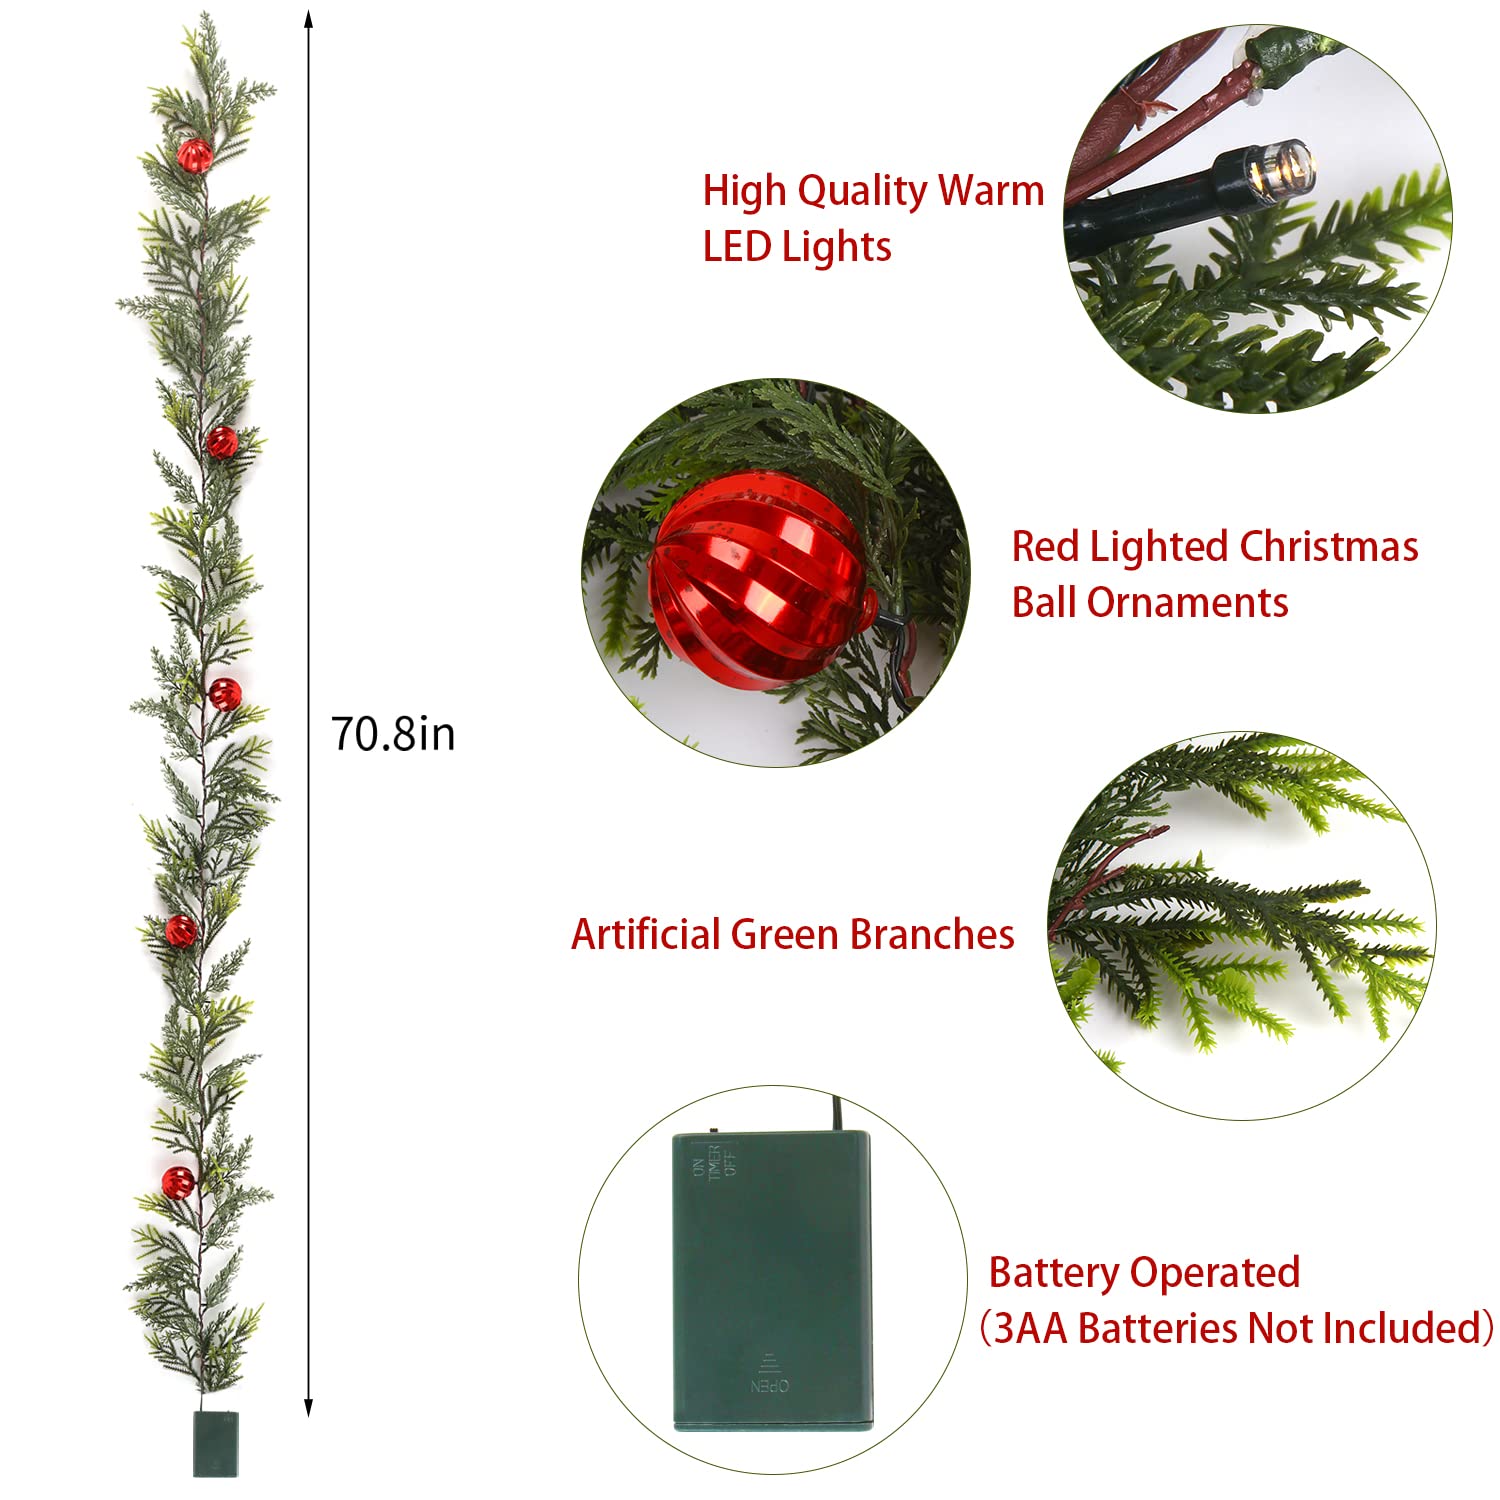 High Quality Warm
LED Lights
Red Lighted Christmas
Ball Ornaments
70.8in
Artificial Green Branches
ON
TIMER
OFF
OPEN
Battery Operated
（3AA Batteries Not Included）